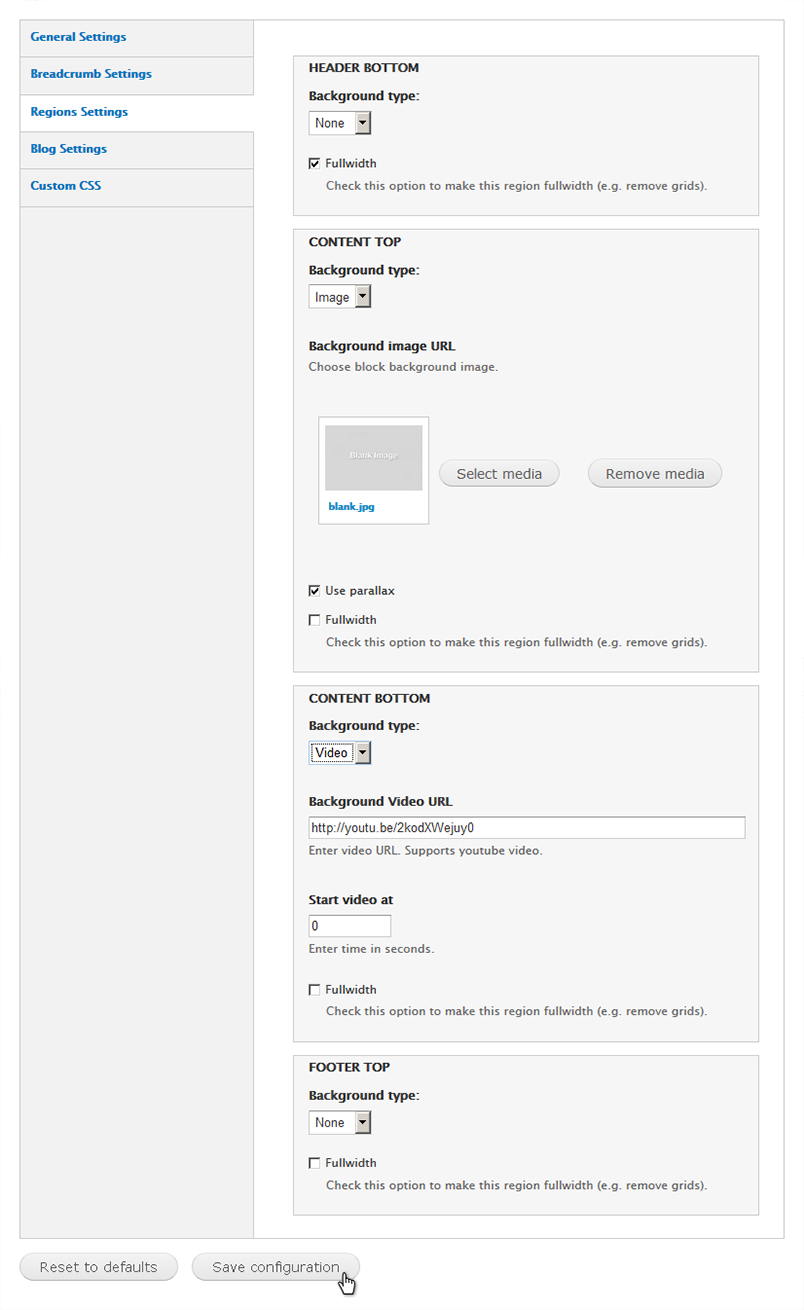 General Settings
Breadcrumb Settings
Regions Settings
Blog Settings
Custom CSS
HEADER BOTTOM
Background type:
None
Fullwidth
Check this option to make this region fullwidth (e.g. remove grids).
CONTENT TOP
Background type:
Image
Background image URL
Choose block background image.
Blank Image
blank.jpg
Select media
Remove media
Use parallax
Fullwidth
Check this option to make this region fullwidth (e.g. remove grids).
CONTENT BOTTOM
Background type:
Video
Background Video URL
http://youtu.be/2kodXWejuy0
Enter video URL. Supports youtube video.
Start video at
0
Enter time in seconds.
Fullwidth
Check this option to make this region fullwidth (e.g. remove grids).
FOOTER TOP
Background type:
None
Fullwidth
Check this option to make this region fullwidth (e.g. remove grids).
Reset to defaults
Save configuration